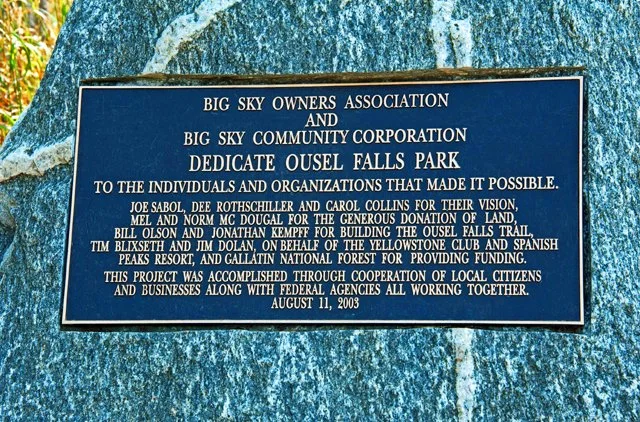 BIG SKY OWNERS ASSOCIATION
AND
BIG SKY COMMUNITY CORPORATION
DEDICATE OUSEL FALLS PARK
TO THE INDIVIDUALS AND ORGANIZATIONS THAT MADE IT POSSIBLE.
JOE SABOL, DEE ROTHSCHILLER AND CAROL COLLINS FOR THEIR VISION,
MEL AND NORM MC DOUGAL FOR THE GENEROUS DONATION OF LAND,
BILL OLSON AND JONATHAN KEMPFF FOR BUILDING THE OUSEL FALLS TRAIL,
TIM BLIXSETH AND JIM DOLAN, ON BEHALF OF THE YELLOWSTONE CLUB AND SPANISH
PEAKS RESORT, AND GALLATIN NATIONAL FOREST FOR PROVIDING FUNDING.
THIS PROJECT WAS ACCOMPLISHED THROUGH COOPERATION OF LOCAL CITIZENS
AND BUSINESSES ALONG WITH FEDERAL AGENCIES ALL WORKING TOGETHER.
AUGUST 11, 2003